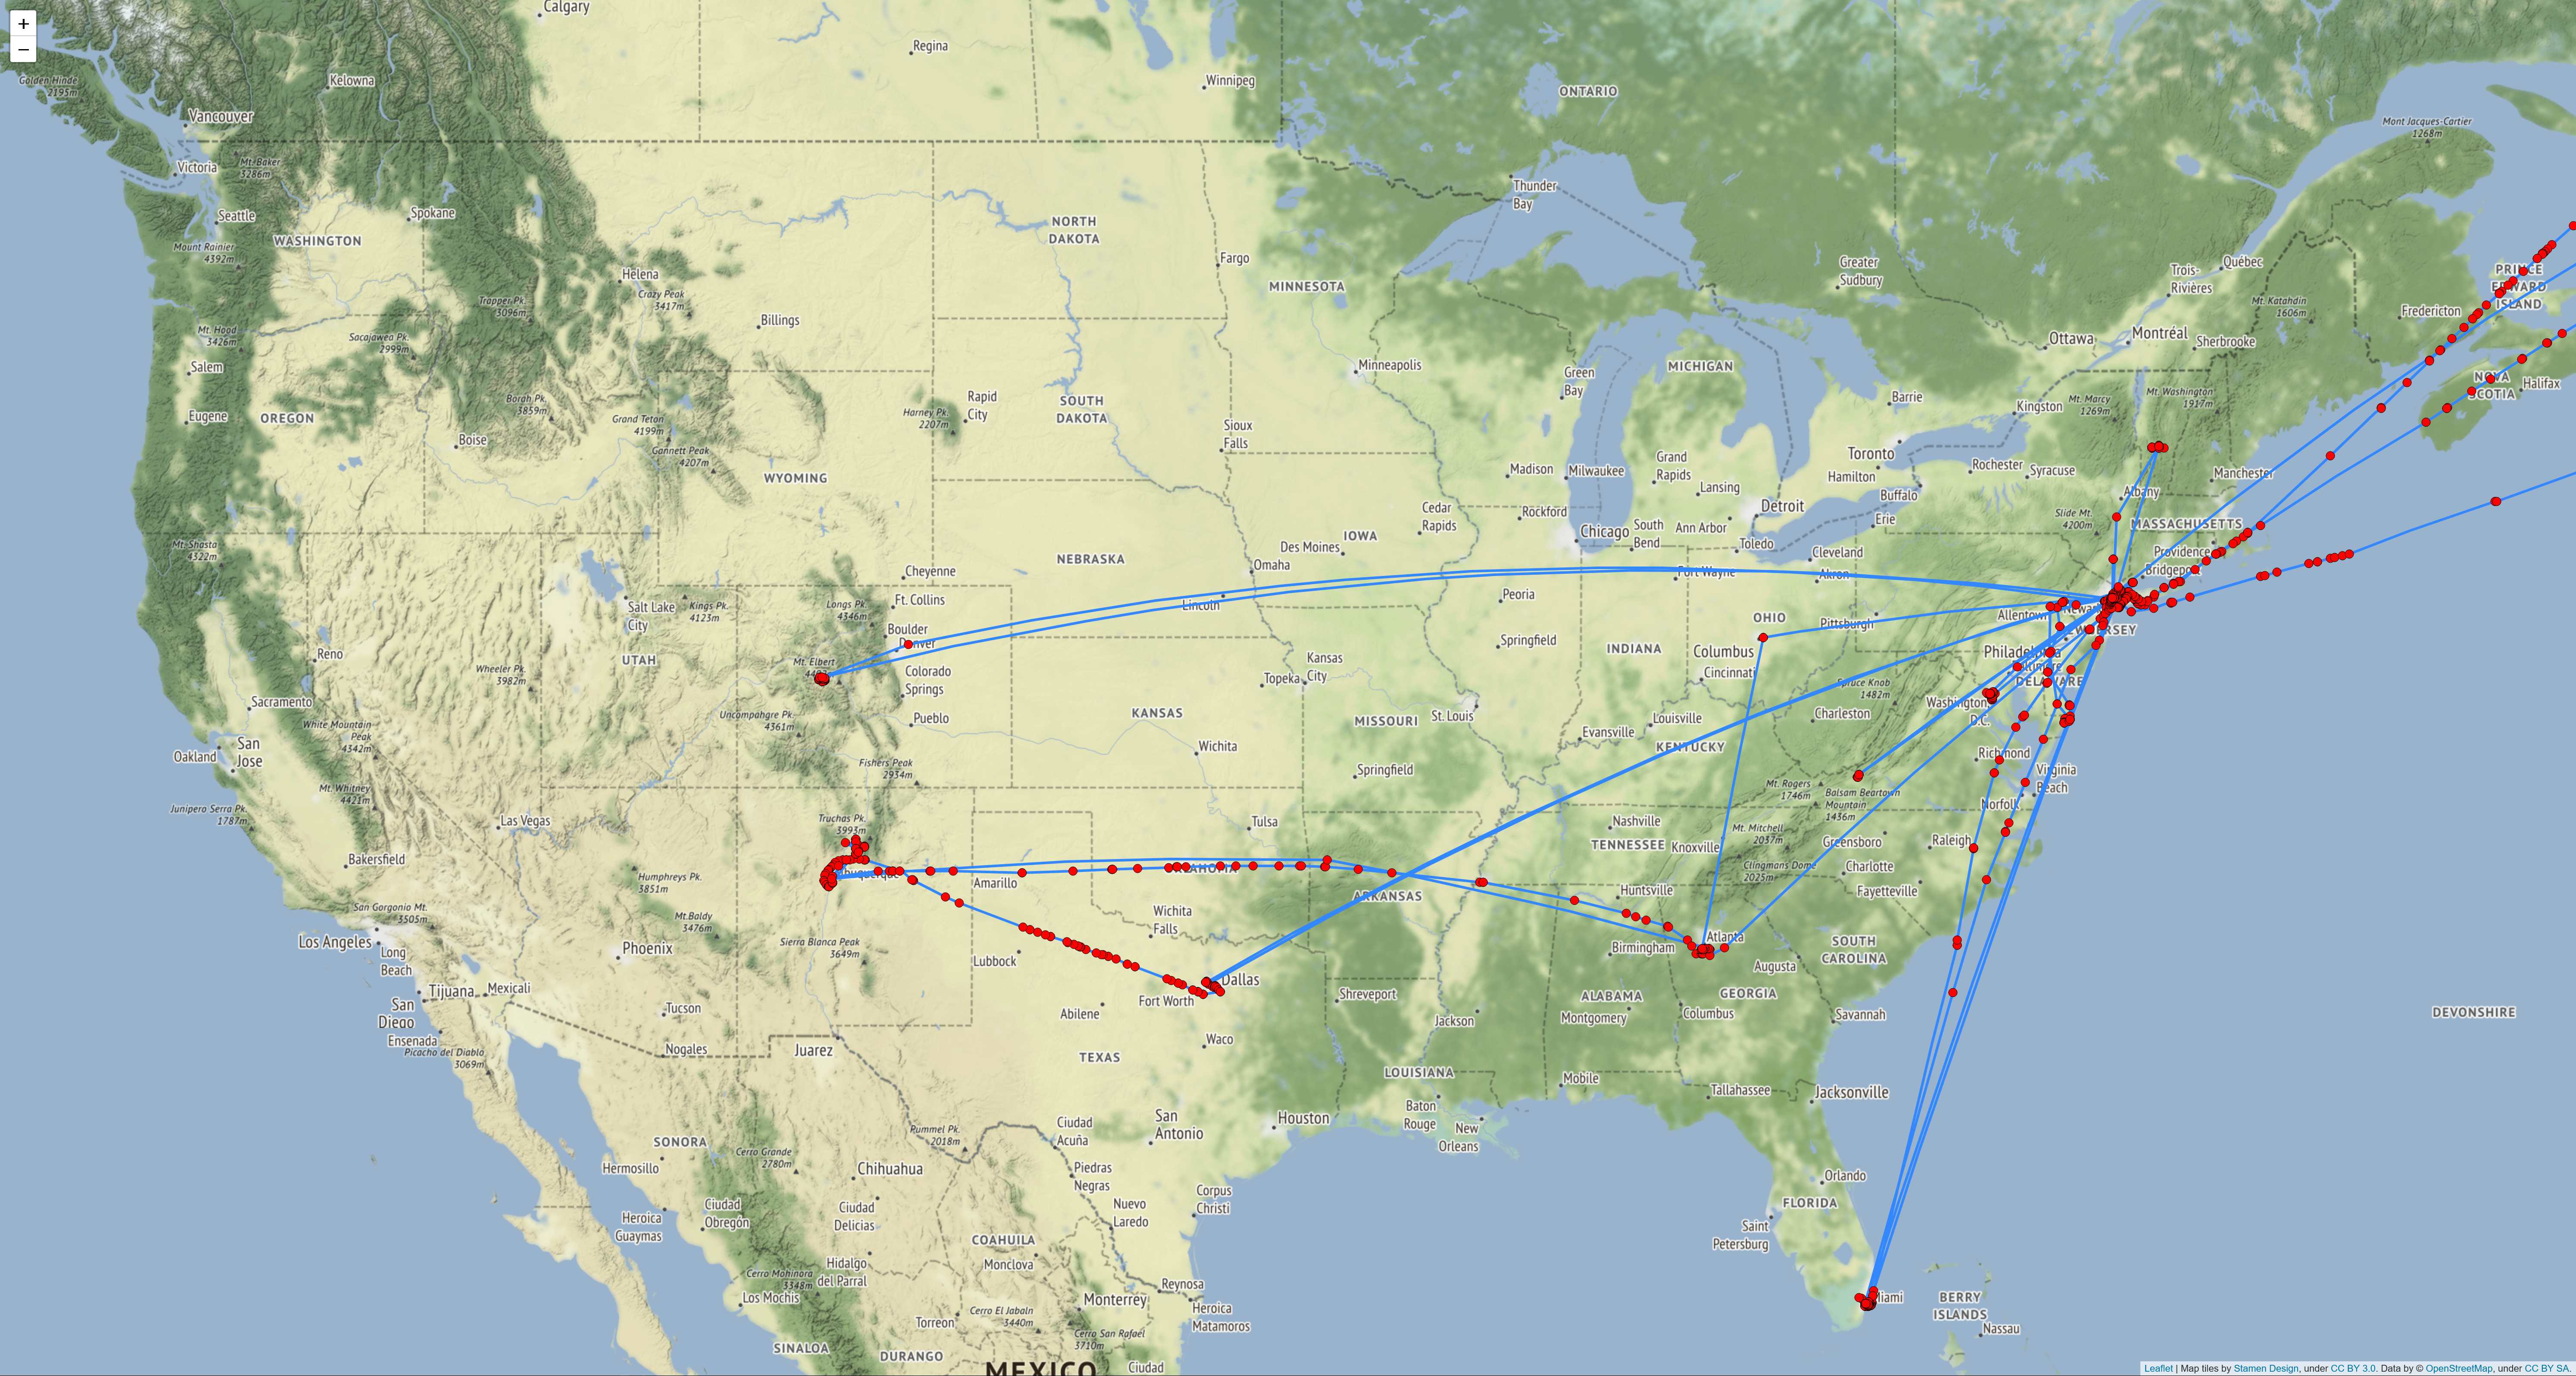 +
−
Calgary
Regina
Winnipeg
ONTARIO
Golden Hinde
2195m
Kelowna
Vancouver
Victoria
Mt. Baker
3286m
Seattle
Spokane
WASHINGTON
Mount Rainier
4392m
Mt. Hood
3426m
Salem
Eugene
OREGON
Helena
Crazy Peak
3417m
Trapper Pk.
3096m
Sacajawea Pk.
2999m
Billings
Borah Pk.
3859m
Boise
Grand Teton
4199m
Gannett Peak
4207m
WYOMING
NORTH
DAKOTA
Fargo
MINNESOTA
Minneapolis
Thunder
Bay
Harney Pk.
2207m
Rapid
City
SOUTH
DAKOTA
Sioux
Falls
Greater
Sudbury
Trois-
Rivières
Québec
Mont Jacques-Cartier
1268m
PRINCE
EDWARD
ISLAND
Fredericton
Mt. Katahdin
1606m
Ottawa
Montréal
Sherbrooke
NOVA
SCOTIA
Halifax
Green
Bay
MICHIGAN
Barrie
Kingston
Mt. Marcy
1269m
Mt. Washington
1917m
Madison
Milwaukee
Grand
Rapids
Lansing
Toronto
Hamilton
Rochester
Syracuse
Buffalo
Manchester
Albany
Cedar
Rapids
Rockford
Chicago
South
Bend
Ann Arbor
Detroit
Toledo
Erie
Cleveland
Slide Mt.
4200m
MASSACHUSETTS
Providence
Bridgeport
Mt. Shasta
4322m
NEBRASKA
IOWA
Des Moines
Omaha
Lincoln
Fort Wayne
Akron
Cheyenne
Ft. Collins
Longs Pk.
4346m
Boulder
Denver
Salt Lake
City
Kings Pk.
4123m
UTAH
Reno
Wheeler Pk.
3982m
Mt. Elbert
Colorado
Springs
Uncompahgre Pk.
4361m
Pueblo
Sacramento
White Mountain
Peak
4342m
Oakland
San
Jose
Mt. Whitney
4421m
Junipero Serra Pk.
1787m
Las Vegas
Bakersfield
Fishers Peak
2934m
Truchas Pk.
3993m
KANSAS
Topeka
Kansas
City
Wichita
MISSOURI
St. Louis
Springfield
Peoria
Springfield
INDIANA
OHIO
Columbus
Cincinnati
Pittsburgh
Allentown
Newark
NEW JERSEY
Philadelphia
Baltimore
DELAWARE
Washington,
D.C.
Spruce Knob
1482m
Charleston
Louisville
Evansville
KENTUCKY
Richmond
Virginia
Beach
Norfolk
Mt. Rogers
1746m
Balsam Beartown
Mountain
1436m
Tulsa
Nashville
TENNESSEE
Knoxville
Mt. Mitchell
2037m
Greensboro
Raleigh
Clingmans Dome
2025m
Charlotte
Fayetteville
Albuquerque
Amarillo
OKLAHOMA
ARKANSAS
Huntsville
Humphreys Pk.
3851m
Mt.Baldy
3476m
San Gorgonio Mt.
3505m
Los Angeles
Long
Beach
Phoenix
Sierra Blanca Peak
3649m
Wichita
Falls
Lubbock
Birmingham
Atlanta
SOUTH
CAROLINA
Augusta
Tijuana
Mexicali
San
Diego
Ensenada
Tucson
Nogales
Picacho del Diablo
3069m
Juarez
Abilene
Fort Worth
Dallas
Waco
TEXAS
Shreveport
Jackson
ALABAMA
Montgomery
GEORGIA
Columbus
Savannah
DEVONSHIRE
LOUISIANA
Mobile
Tallahassee
Jacksonville
Baton
Rouge
New
Orleans
Houston
San
Antonio
Ciudad
Acuña
Pummel Pk.
2018m
SONORA
Hermosillo
Cerro Grande
2780m
Chihuahua
Piedras
Negras
Nuevo
Laredo
Corpus
Christi
Orlando
FLORIDA
Saint
Petersburg
Heroica
Guaymas
Ciudad
Obregón
Ciudad
Delicias
COAHUILA
Monclova
Hidalgo
del Parral
Cerro Mohinora
3348m
Los Mochis
Cerro El Jabaln
3440m
Torreon
Monterrey
Reynosa
Heroica
Matamoros
Cerro San Rafael
3710m
SINALOA
DURANGO
MEXICO
Ciudad
Miami
BERRY
ISLANDS
Nassau
Leaflet | Map tiles by Stamen Design, under CC BY 3.0. Data by © OpenStreetMap, under CC BY SA.